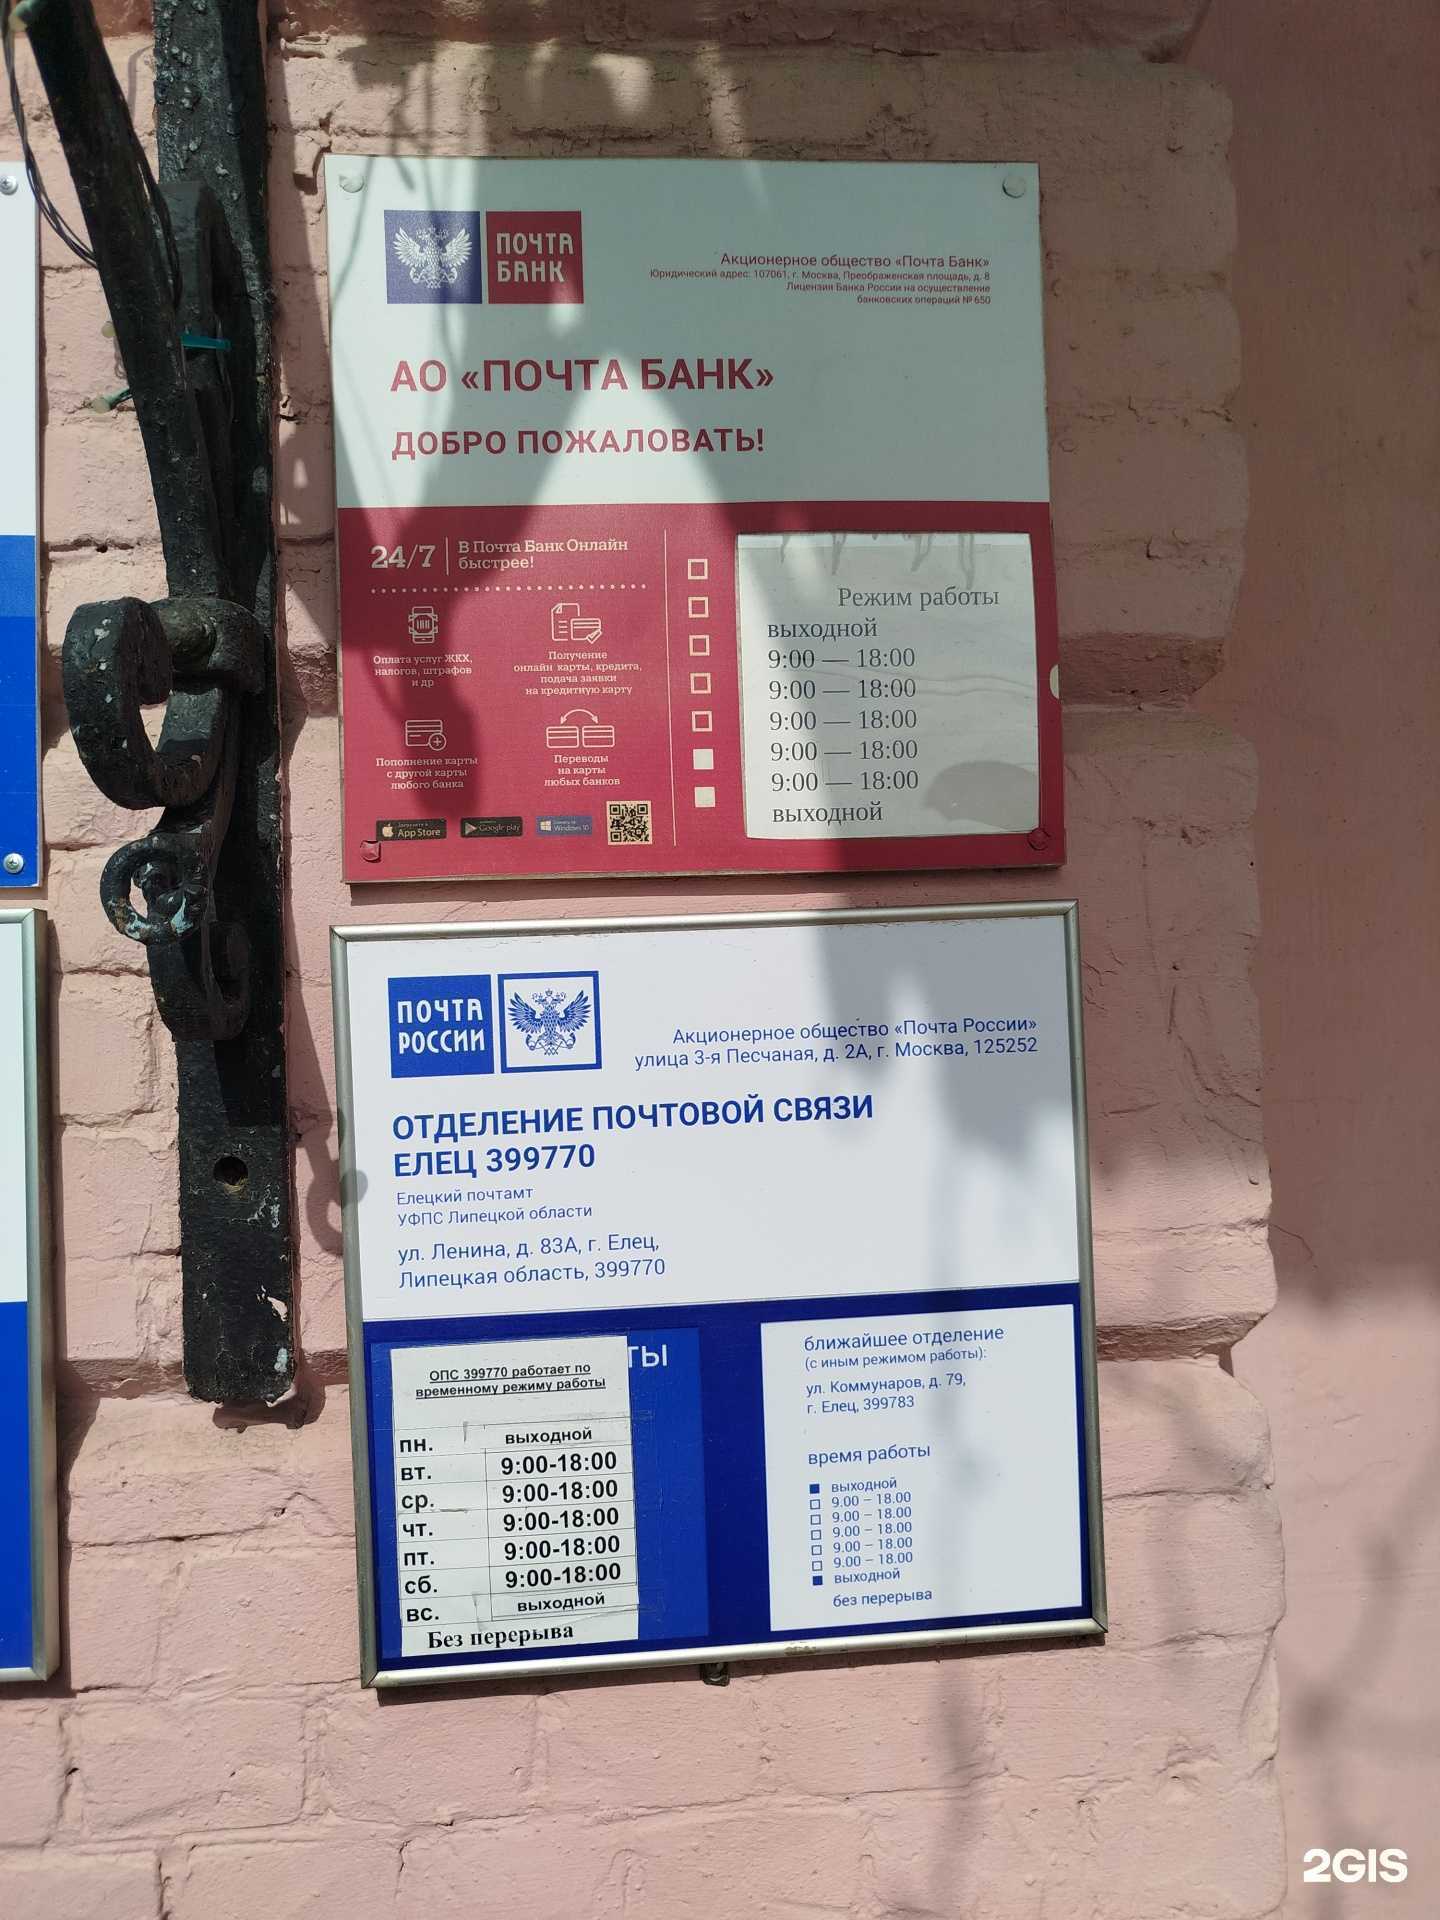 ПОЧТА
БАНК
Акционерное общество «Почта Банк»
Юридический адрес: 107061, г. Москва, Преображенская площадь, д. 8
Лицензия Банка России на осуществление
банковских операций № 650
АО «ПОЧТА БАНК»
ДОБРО ПОЖАЛОВАТЬ!
24/7
В Почта Банк Онлайн
быстрее!
Оплата услуг ЖКХ,
налогов, штрафов
и др
Получение
онлайн карты, кредита,
подача заявки
на кредитную карту
Пополнение карты
с другой карты
любого банка
Переводы
на карты
любых банков
App Store
Google play
Windows 10
Режим работы
выходной
9:00 — 18:00
9:00 — 18:00
9:00 — 18:00
9:00 — 18:00
9:00 — 18:00
выходной
ПОЧТА
РОССИИ
Акционерное общество «Почта России»
улица 3-я Песчаная, д. 2А, г. Москва, 125252
ОТДЕЛЕНИЕ ПОЧТОВОЙ СВЯЗИ
ЕЛЕЦ 399770
Елецкий почтамт
УФПС Липецкой области
ул. Ленина, д. 83А, г. Елец,
Липецкая область, 399770
ты
ОПС 399770 работает по
временному режиму работы
пн. выходной
вт. 9:00-18:00
ср. 9:00-18:00
чт. 9:00-18:00
пт. 9:00-18:00
сб. 9:00-18:00
вс. выходной
Без перерыва
ближайшее отделение
(с иным режимом работы):
ул. Коммунаров, д. 79,
г. Елец, 399783
время работы
выходной
9.00 – 18.00
9.00 – 18.00
9.00 – 18.00
9.00 – 18.00
9.00 – 18.00
выходной
без перерыва
2GIS